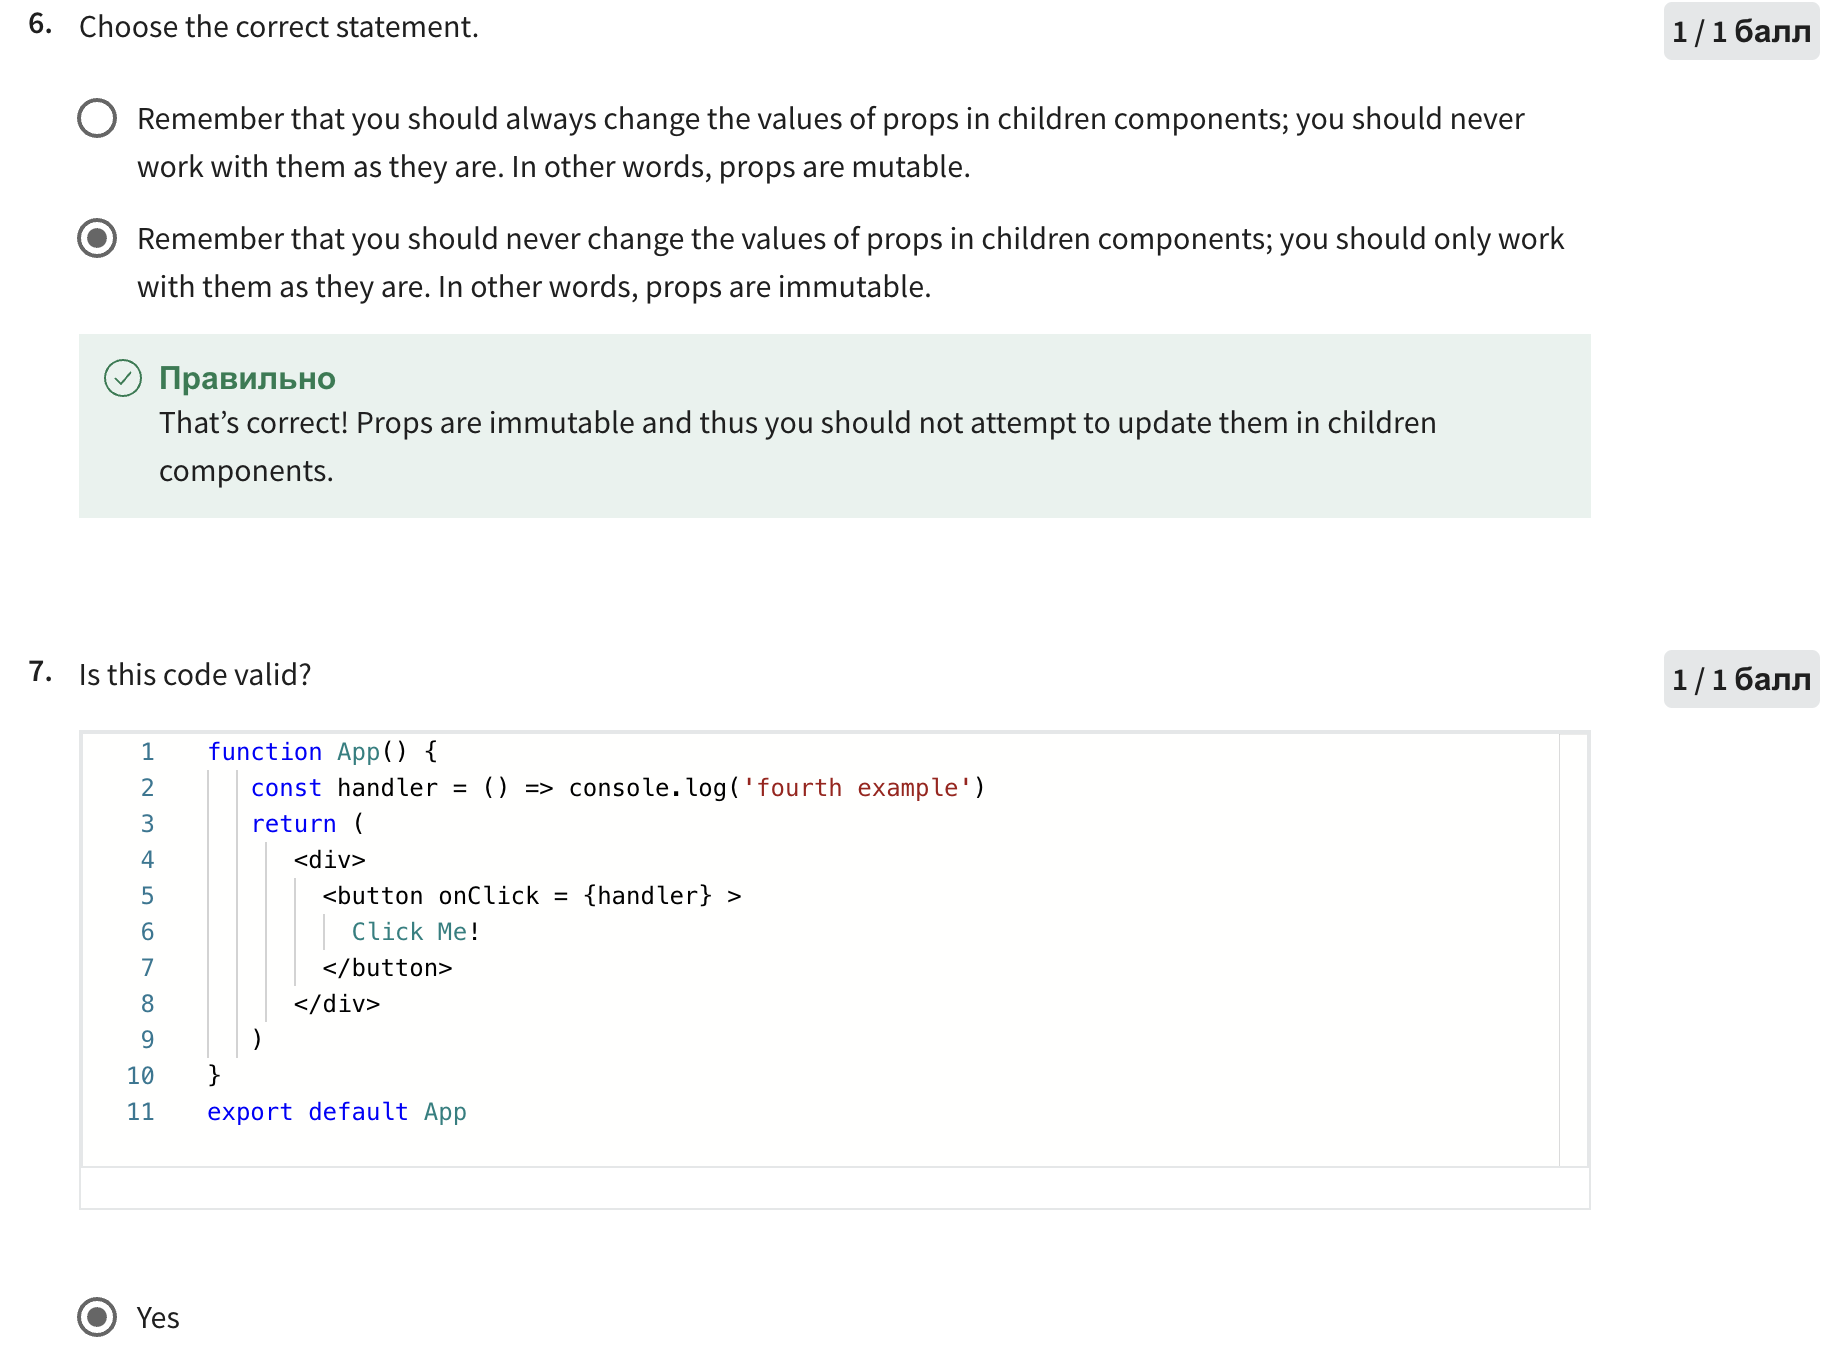 6. Choose the correct statement. 1 / 1 балл
Remember that you should always change the values of props in children components; you should never
work with them as they are. In other words, props are mutable.
Remember that you should never change the values of props in children components; you should only work
with them as they are. In other words, props are immutable.
Правильно
That’s correct! Props are immutable and thus you should not attempt to update them in children
components.
7. Is this code valid? 1 / 1 балл
1 function App() {
2 const handler = () => console.log('fourth example')
3 return (
4 <div>
5 <button onClick = {handler} >
6 Click Me!
7 </button>
8 </div>
9 )
10 }
11 export default App
Yes